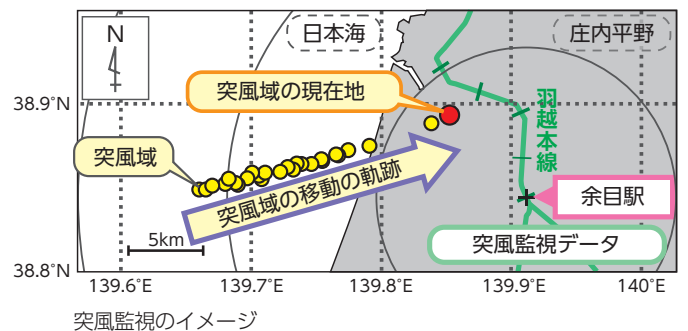 N
日本海
庄内平野
38.9°N
突風域の現在地
羽越本線
突風域
突風域の移動の軌跡
余目駅
5km
突風監視データ
38.8°N
139.6°E
139.7°E
139.8°E
139.9°E
140°E
突風監視のイメージ